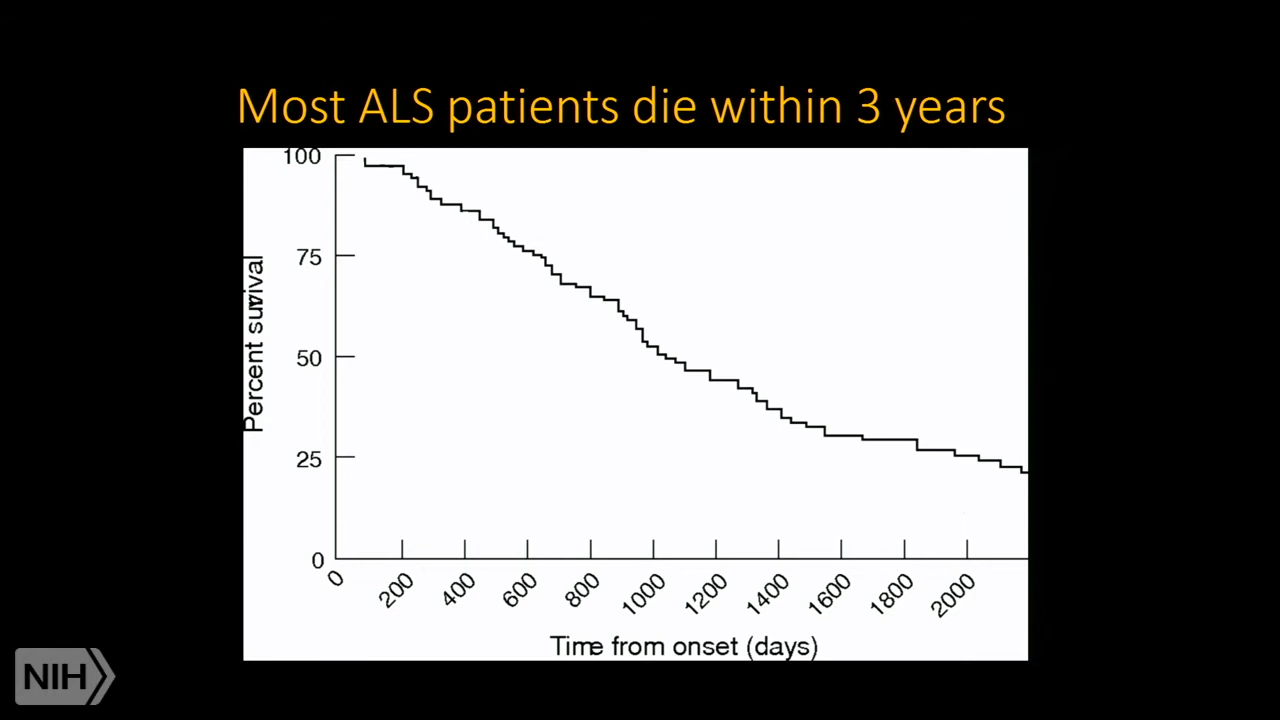 Most ALS patients die within 3 years
100
75
50
25
0
Percent survival
0 200 400 600 800 1000 1200 1400 1600 1800 2000
Time from onset (days)
NIH